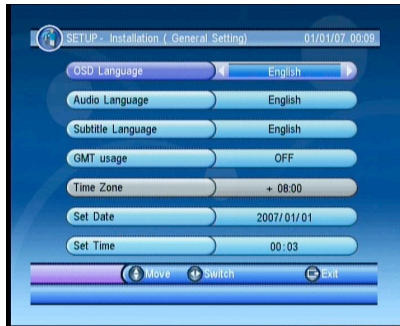 SETUP - Installation ( General Setting) 01/01/07 00:09
OSD Language English
Audio Language English
Subtitle Language English
GMT usage OFF
Time Zone + 08:00
Set Date 2007/01/01
Set Time 00:03
Move Switch Exit